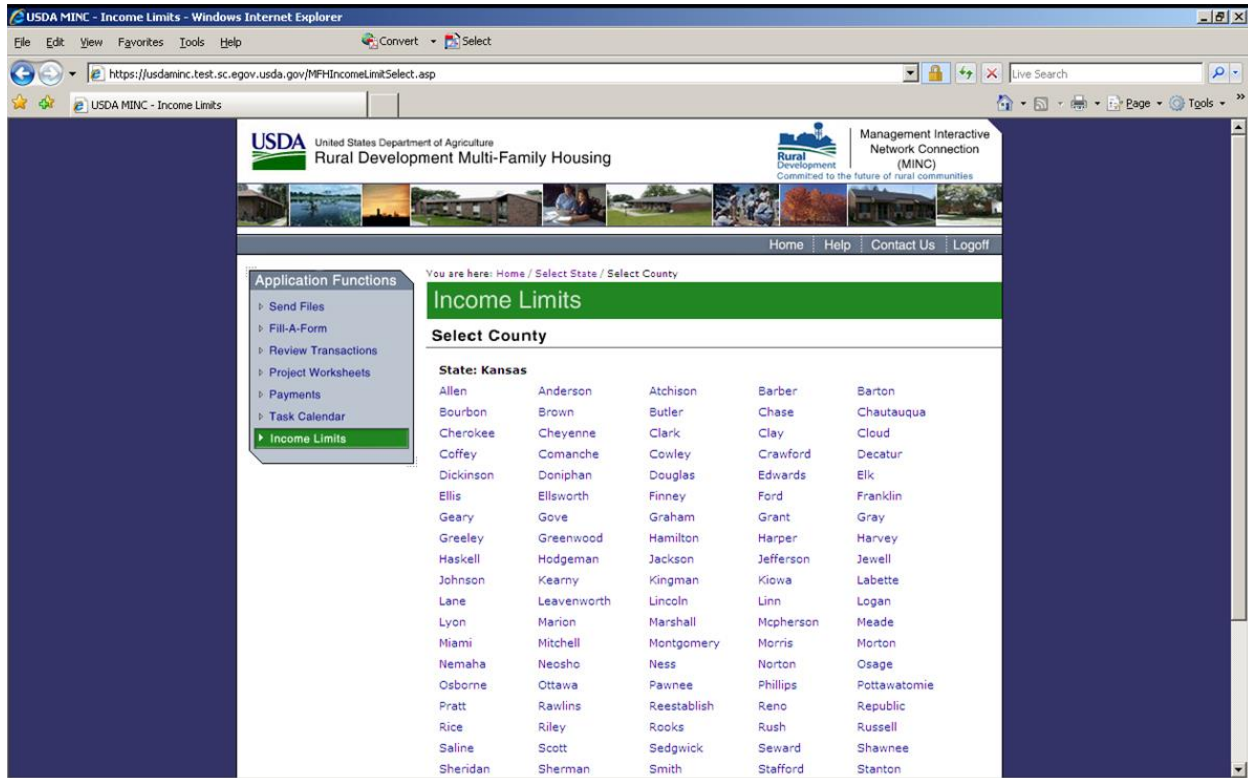 USDA MINC - Income Limits - Windows Internet Explorer
File Edit View Favorites Tools Help Convert Select
https://usdaminc.test.sc.egov.usda.gov/MFHIncomeLimitSelect.asp Live Search
USDA MINC - Income Limits Page Tools
USDA United States Department of Agriculture
Rural Development Multi-Family Housing
Rural Development
Committed to the future of rural communities
Management Interactive
Network Connection
(MINC)
Home Help Contact Us Logoff
Application Functions
Send Files
Fill-A-Form
Review Transactions
Project Worksheets
Payments
Task Calendar
Income Limits
You are here: Home / Select State / Select County
Income Limits
Select County
State: Kansas
Allen Anderson Atchison Barber Barton
Bourbon Brown Butler Chase Chautauqua
Cherokee Cheyenne Clark Clay Cloud
Coffey Comanche Cowley Crawford Decatur
Dickinson Doniphan Douglas Edwards Elk
Ellis Ellsworth Finney Ford Franklin
Geary Gove Graham Grant Gray
Greeley Greenwood Hamilton Harper Harvey
Haskell Hodgeman Jackson Jefferson Jewell
Johnson Kearny Kingman Kiowa Labette
Lane Leavenworth Lincoln Linn Logan
Lyon Marion Marshall Mcpherson Meade
Miami Mitchell Montgomery Morris Morton
Nemaha Neosho Ness Norton Osage
Osborne Ottawa Pawnee Phillips Pottawatomie
Pratt Rawlins Reestablish Reno Republic
Rice Riley Rooks Rush Russell
Saline Scott Sedgwick Seward Shawnee
Sheridan Sherman Smith Stafford Stanton